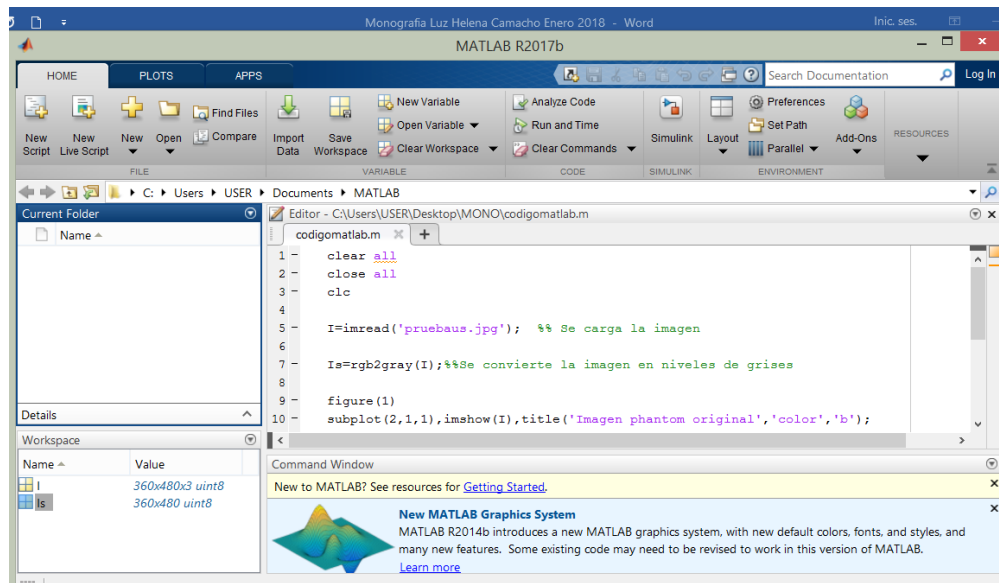 Monografia Luz Helena Camacho Enero 2018 - Word
Inic. ses.
MATLAB R2017b
HOME PLOTS APPS
Search Documentation
Log In
New Script
New Live Script
New
Open
Find Files
Compare
Import Data
Save Workspace
New Variable
Open Variable
Clear Workspace
Analyze Code
Run and Time
Clear Commands
Simulink
Layout
Preferences
Set Path
Parallel
Add-Ons
RESOURCES
FILE VARIABLE CODE SIMULINK ENVIRONMENT
C: Users USER Documents MATLAB
Current Folder
Name
Details
Workspace
Name Value
I 360x480x3 uint8
Is 360x480 uint8
Editor - C:\Users\USER\Desktop\MONO\codigomatlab.m
codigomatlab.m
1 - clear all
2 - close all
3 - clc
4
5 - I=imread('pruebaus.jpg'); %% Se carga la imagen
6
7 - Is=rgb2gray(I);%%Se convierte la imagen en niveles de grises
8
9 - figure(1)
10 - subplot(2,1,1),imshow(I),title('Imagen phantom original','color','b');
Command Window
New to MATLAB? See resources for Getting Started.
New MATLAB Graphics System
MATLAB R2014b introduces a new MATLAB graphics system, with new default colors, fonts, and styles, and
many new features. Some existing code may need to be revised to work in this version of MATLAB.
Learn more